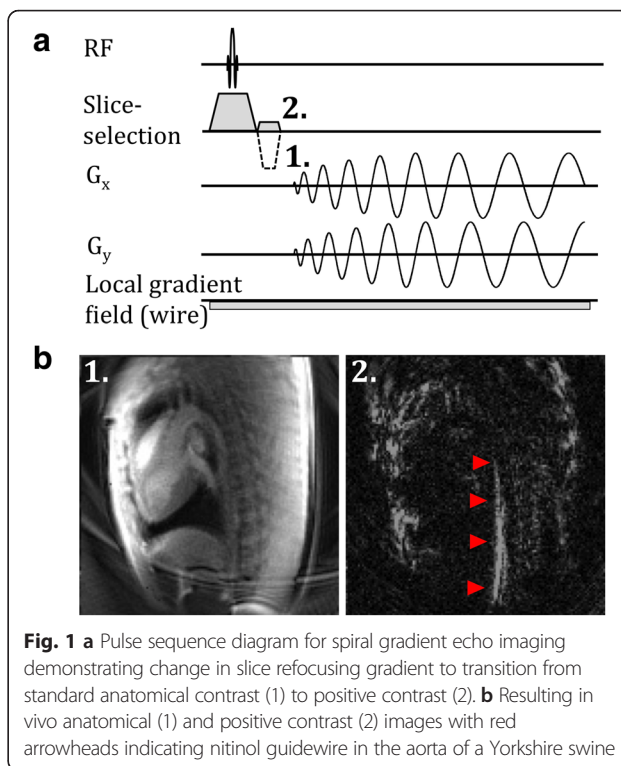 a
RF
Slice-
selection
2.
1.
Gx
Gy
Local gradient
field (wire)
b
1.
2.
Fig. 1 a Pulse sequence diagram for spiral gradient echo imaging
demonstrating change in slice refocusing gradient to transition from
standard anatomical contrast (1) to positive contrast (2). b Resulting in
vivo anatomical (1) and positive contrast (2) images with red
arrowheads indicating nitinol guidewire in the aorta of a Yorkshire swine